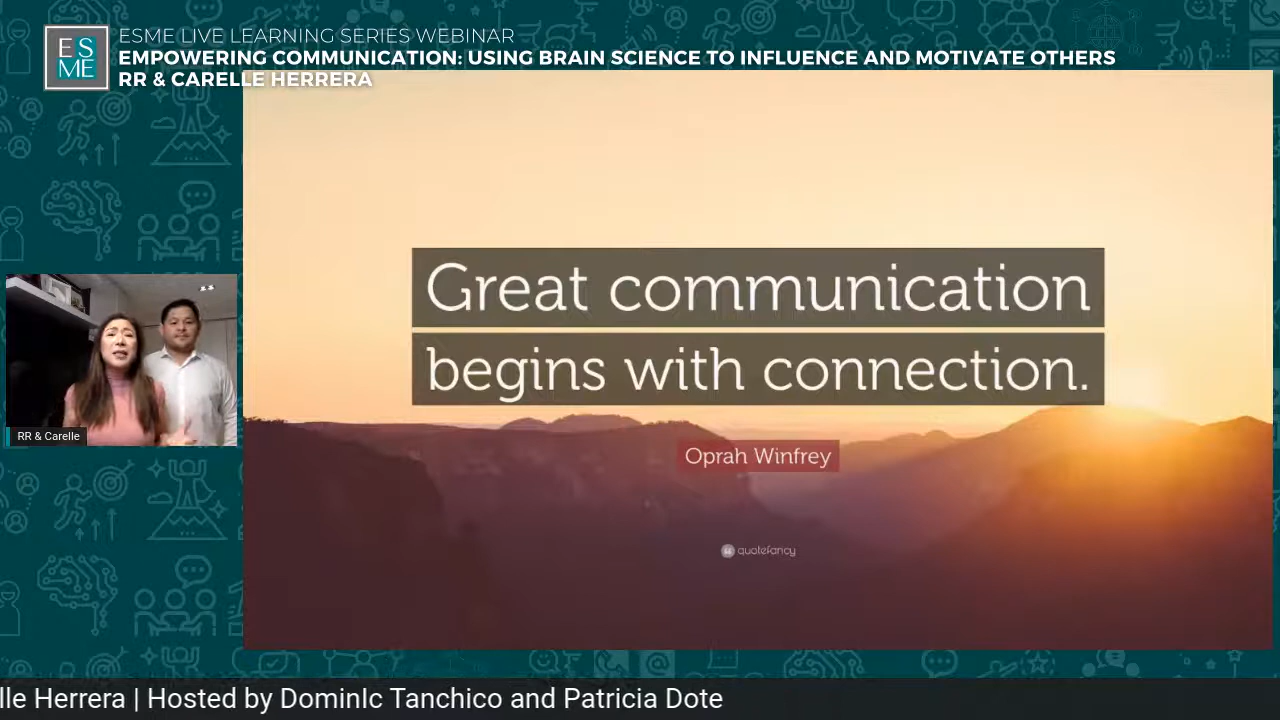 ES
ME
ESME LIVE LEARNING SERIES WEBINAR
EMPOWERING COMMUNICATION: USING BRAIN SCIENCE TO INFLUENCE AND MOTIVATE OTHERS
RR & CARELLE HERRERA
Great communication
begins with connection.
RR & Carelle
Oprah Winfrey
quotefancy
lle Herrera | Hosted by DominIc Tanchico and Patricia Dote